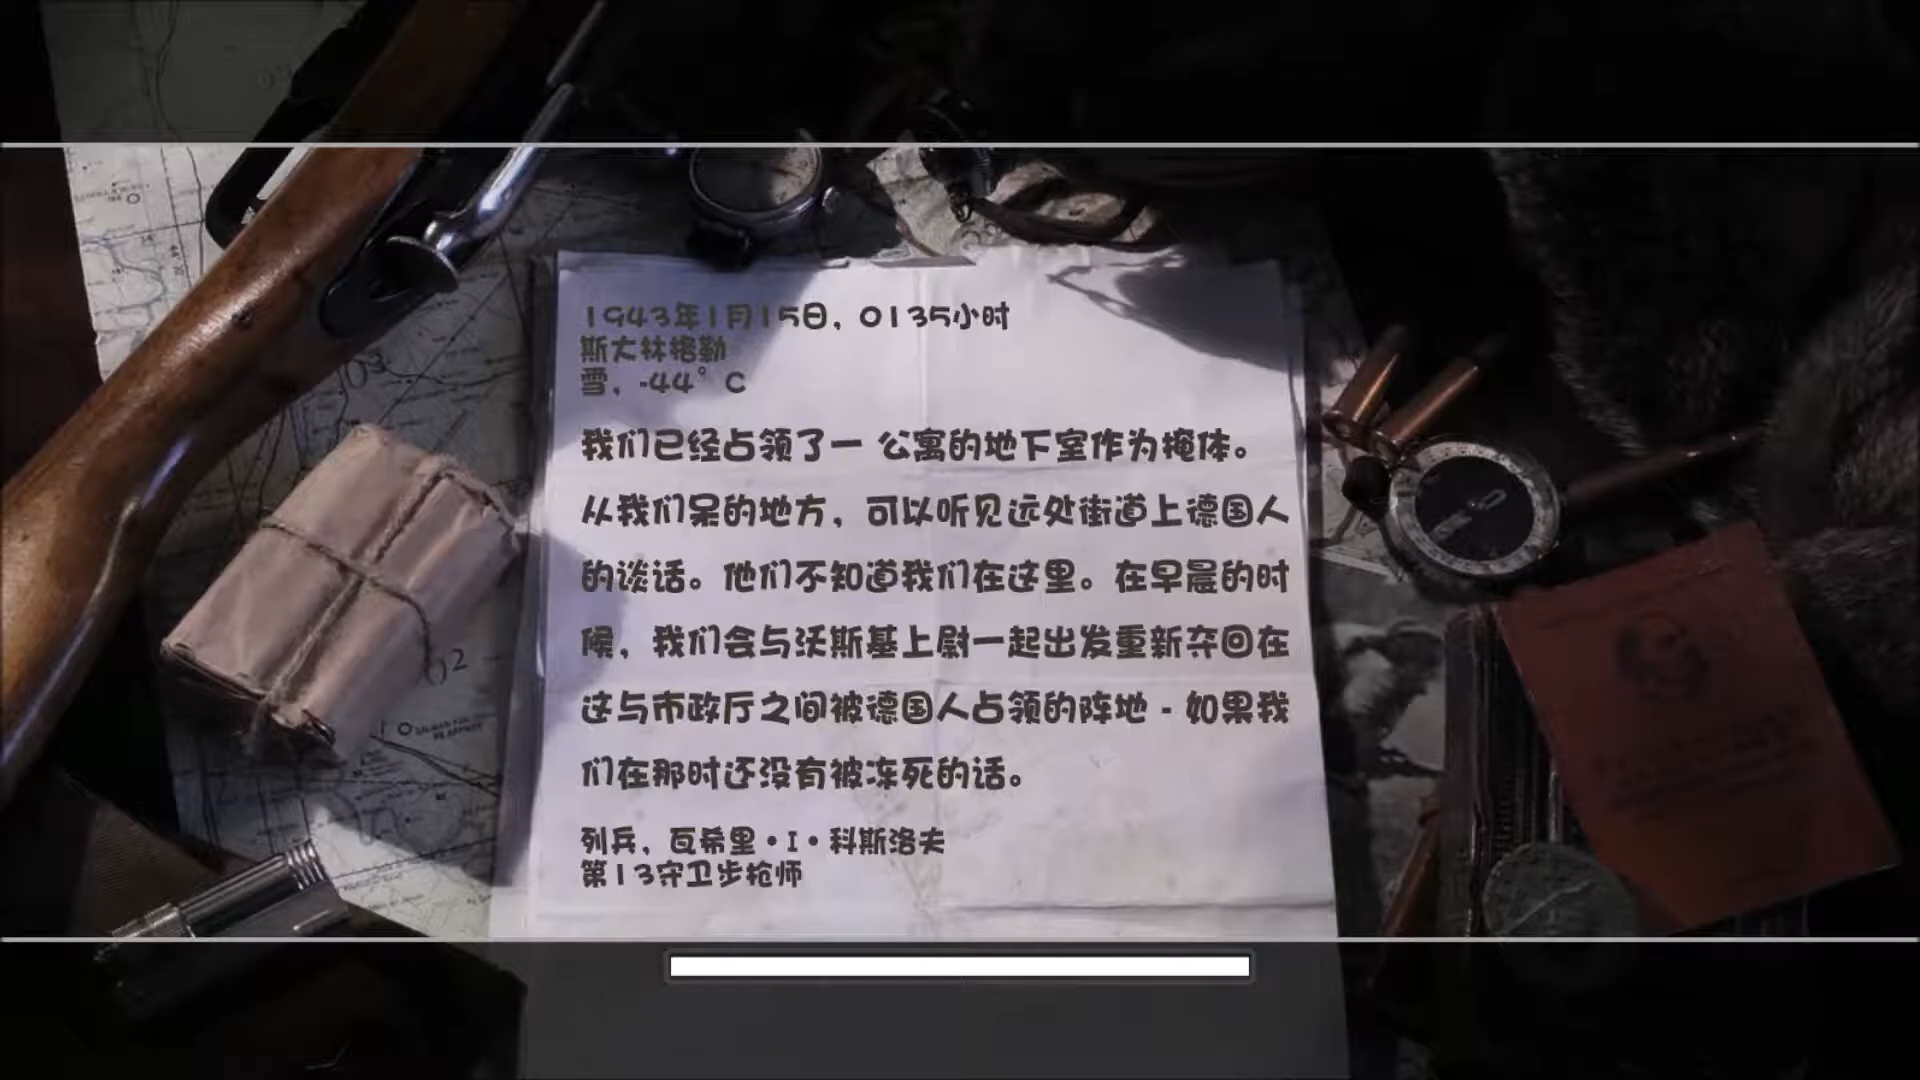 1943年1月15日，0135小时
斯大林格勒
雪，-44°C
我们已经占领了一 公寓的地下室作为掩体。
从我们呆的地方，可以听见远处街道上德国人
的谈话。他们不知道我们在这里。在早晨的时
候，我们会与沃斯基上尉一起出发重新夺回在
这与市政厅之间被德国人占领的阵地 - 如果我
们在那时还没有被冻死的话。
列兵，瓦希里·I·科斯洛夫
第13守卫步枪师
02